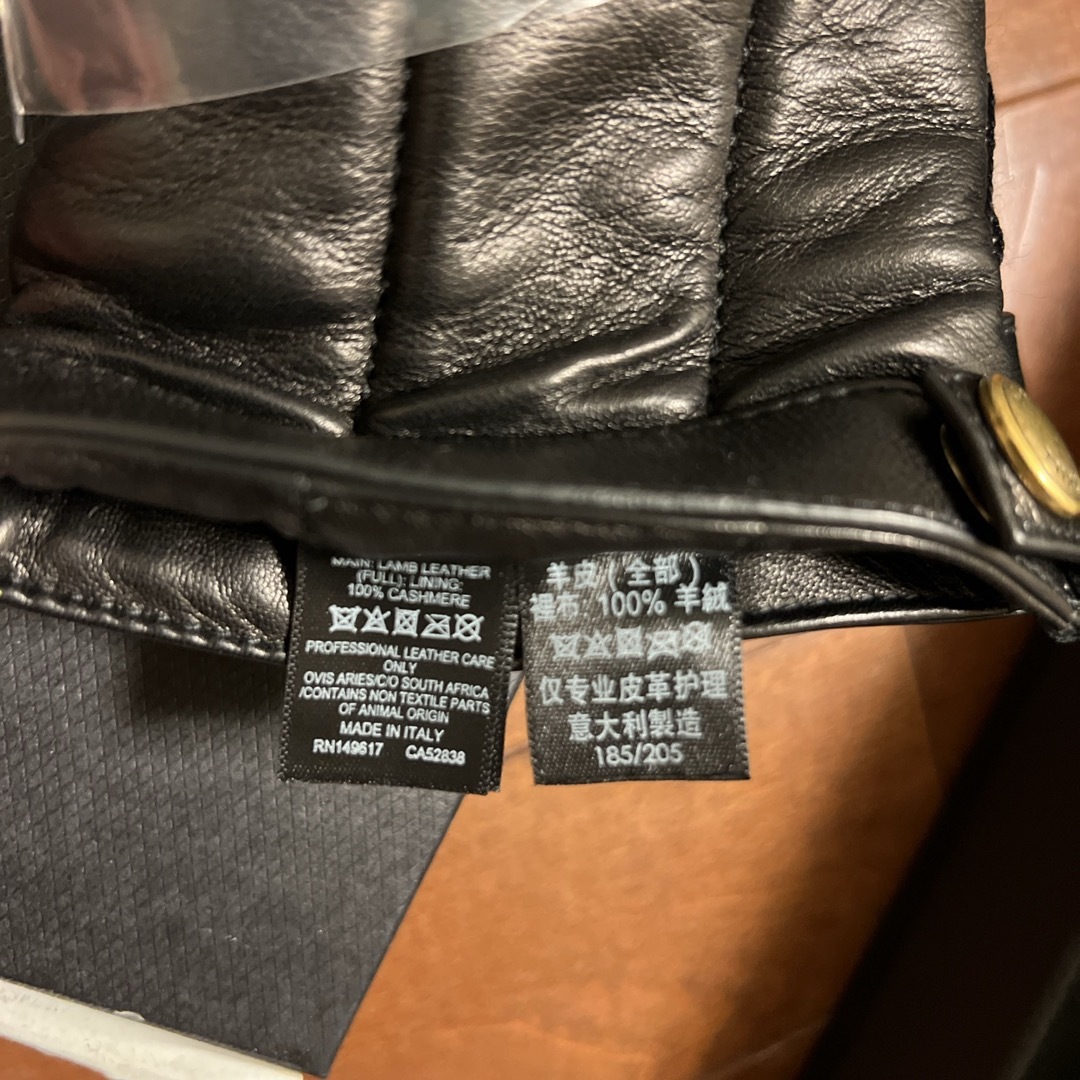 MAIN: LAMB LEATHER
(FULL): LINING:
100% CASHMERE
PROFESSIONAL LEATHER CARE
ONLY
OVIS ARIES/C/O SOUTH AFRICA
/CONTAINS NON TEXTILE PARTS
OF ANIMAL ORIGIN
MADE IN ITALY
RN149617 CA52838
羊皮(全部)
裡布: 100% 羊絨
仅专业皮革护理
意大利製造
185/205